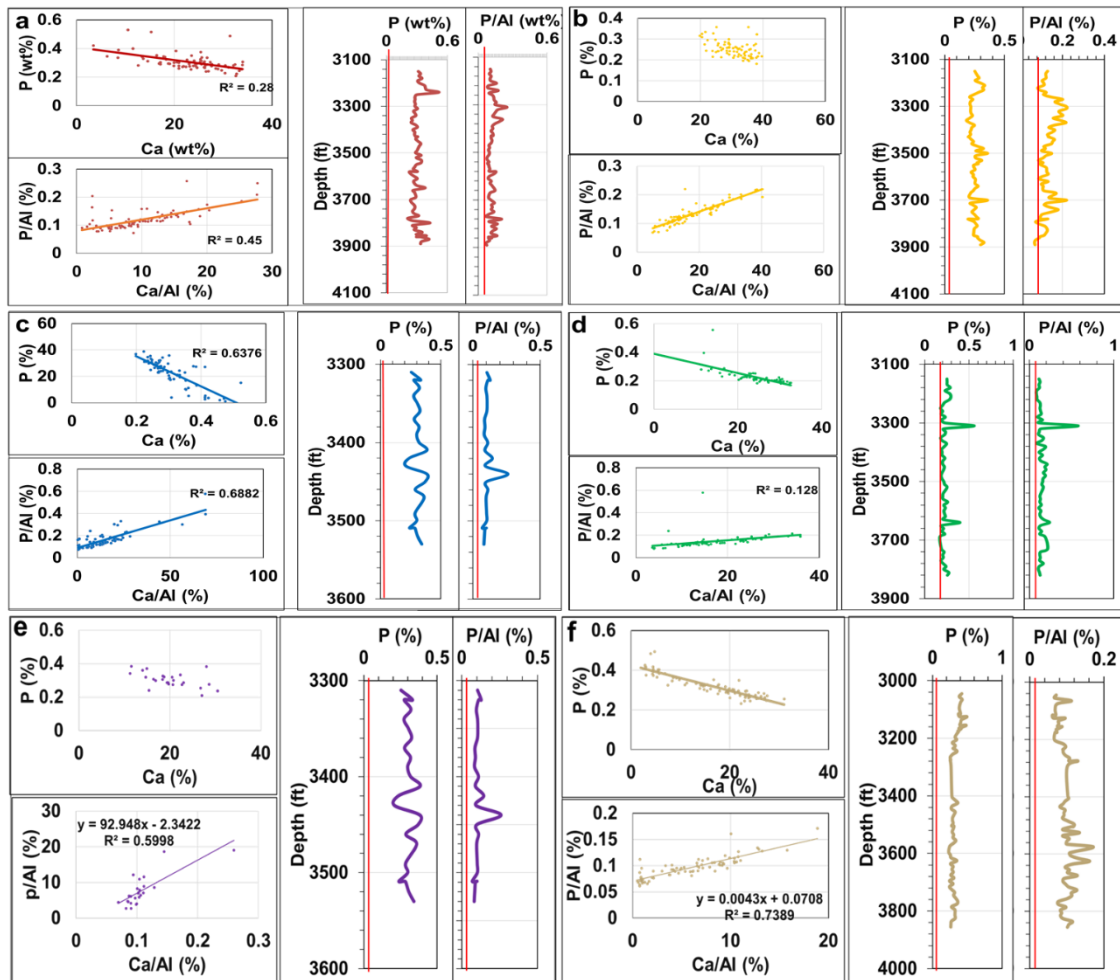 a
P (wt%)
0.6
0.4
0.2
0
0
20
40
R² = 0.28
Ca (wt%)
P/Al (%)
0.3
0.2
0.1
0
0
10
20
30
R² = 0.45
Ca/Al (%)
P (wt%)
P/Al (wt%)
0
0.6
0
0.6
Depth (ft)
3100
3300
3500
3700
3900
4100
b
P (%)
0.4
0.3
0.2
0.1
0
0
20
40
60
Ca (%)
P/Al (%)
0.3
0.2
0.1
0
0
20
40
60
Ca/Al (%)
P (%)
P/Al (%)
0
0.5
0.0
0.2
0.4
Depth (ft)
3100
3300
3500
3700
3900
4100
c
P (%)
60
40
20
0
0
0.2
0.4
0.6
R² = 0.6376
Ca (%)
P/Al (%)
0.8
0.6
0.4
0.2
0
0
50
100
R² = 0.6882
Ca/Al (%)
P (%)
P/Al (%)
0
0.5
0
0.5
Depth (ft)
3300
3400
3500
3600
d
P (%)
0.6
0.4
0.2
0
0
20
40
Ca (%)
P/Al (%)
0.8
0.6
0.4
0.2
0
0
20
40
R² = 0.128
Ca/Al (%)
P (%)
P/Al (%)
0
1
0
1
Depth (ft)
3100
3300
3500
3700
3900
e
P (%)
0.6
0.4
0.2
0
0
20
40
Ca (%)
p/Al (%)
30
20
10
0
0
0.1
0.2
0.3
y = 92.948x - 2.3422
R² = 0.5998
Ca/Al (%)
P (%)
P/Al (%)
0
0.5
0
0.5
Depth (ft)
3300
3400
3500
3600
f
P (%)
0.6
0.4
0.2
0
0
20
40
Ca (%)
P/Al (%)
0.2
0.15
0.1
0.05
0
0
10
20
y = 0.0043x + 0.0708
R² = 0.7389
Ca/Al (%)
P (%)
P/Al (%)
0
1
0
0.2
Depth (ft)
3000
3200
3400
3600
3800
4000